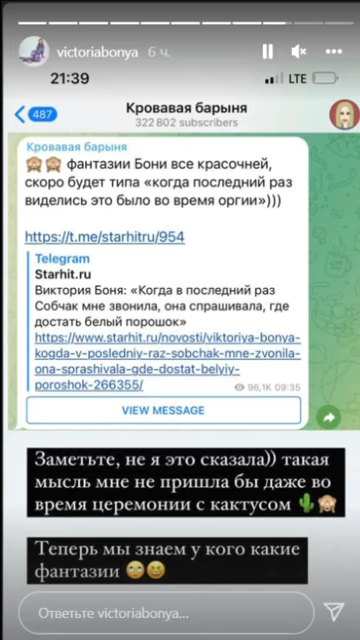 victoriabonya 6 ч.
21:39
LTE
487
Кровавая барыня
322 802 subscribers
Кровавая барыня
🙈🙈 фантазии Бони все красочней,
скоро будет типа «когда последний раз
виделись это было во время оргии»)))
https://t.me/starhitru/954
Telegram
Starhit.ru
Виктория Боня: «Когда в последний раз
Собчак мне звонила, она спрашивала, где
достать белый порошок»
https://www.starhit.ru/novosti/viktoriya-bonya-
kogda-v-posledniy-raz-sobchak-mne-zvonila-
ona-sprashivala-gde-dostat-belyiy-
poroshok-266355/
96,1K 09:35
VIEW MESSAGE
Заметьте, не я это сказала)) такая
мысль мне не пришла бы даже во
время церемонии с кактусом 🌵🙈
Теперь мы знаем у кого какие
фантазии 🙄😆
Ответьте victoriabonya...